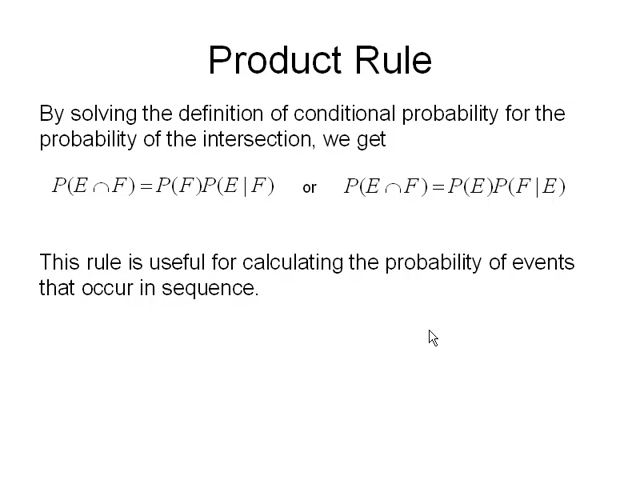 Product Rule
By solving the definition of conditional probability for the
probability of the intersection, we get
P(E ∩ F) = P(F)P(E | F) or P(E ∩ F) = P(E)P(F | E)
This rule is useful for calculating the probability of events
that occur in sequence.